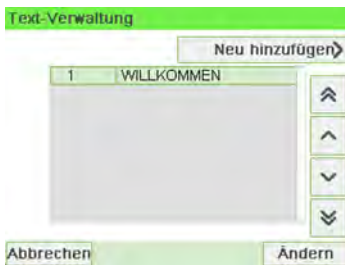 Text-Verwaltung
Neu hinzufügen
1 WILLKOMMEN
Abbrechen Ändern